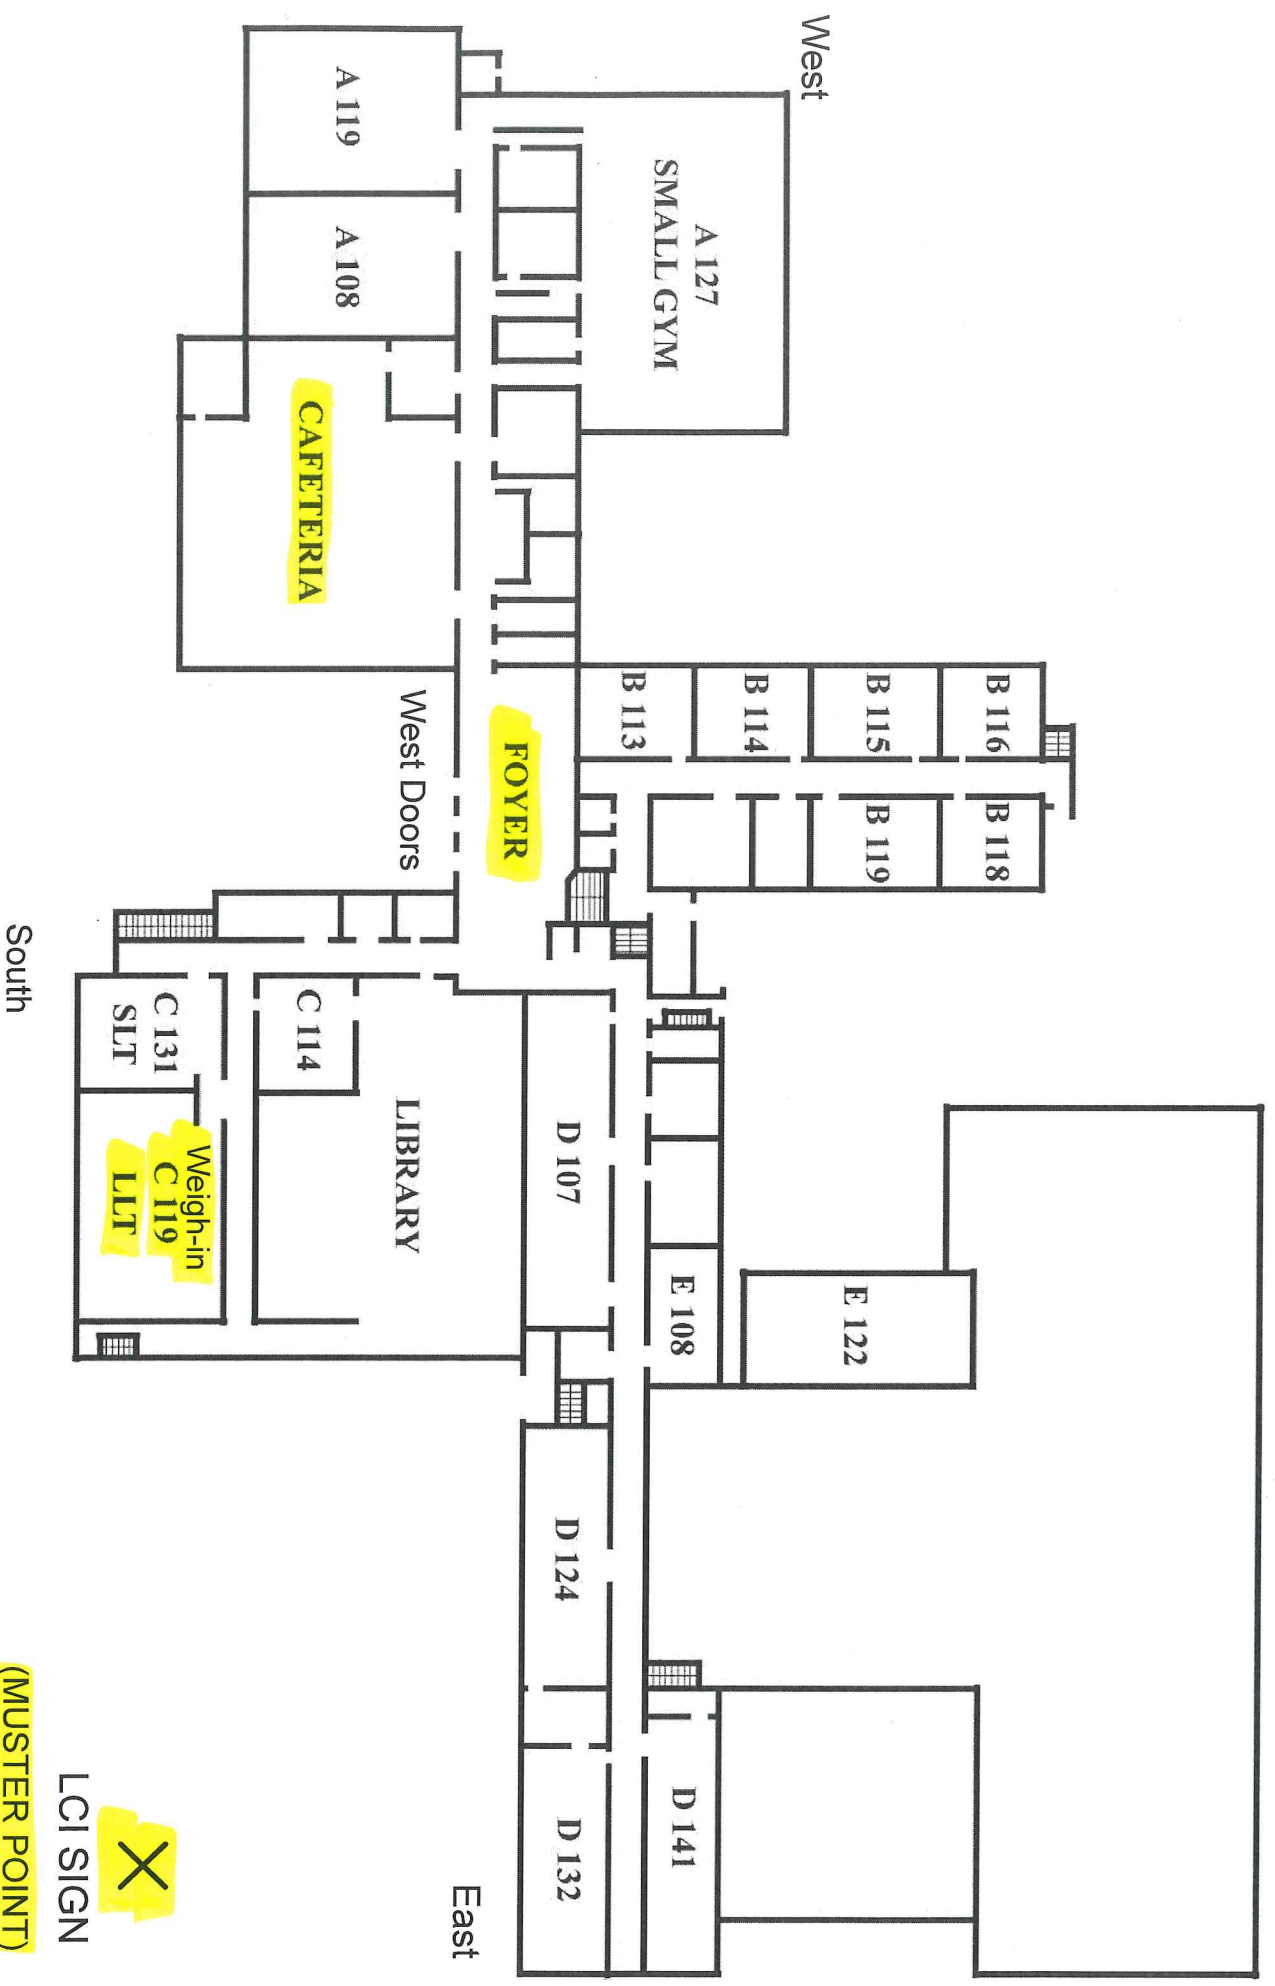 B 116
B 118
B 115
B 119
E 122
West
B 114
A 127
SMALL GYM
E 108
D 141
B 113
D 107
D 124
D 132
FOYER
East
West Doors
LIBRARY
A 119
A 108
CAFETERIA
C 114
Weigh-in
C 131
SLT
C 119
LLT
X
LCI SIGN
South
(MUSTER POINT)